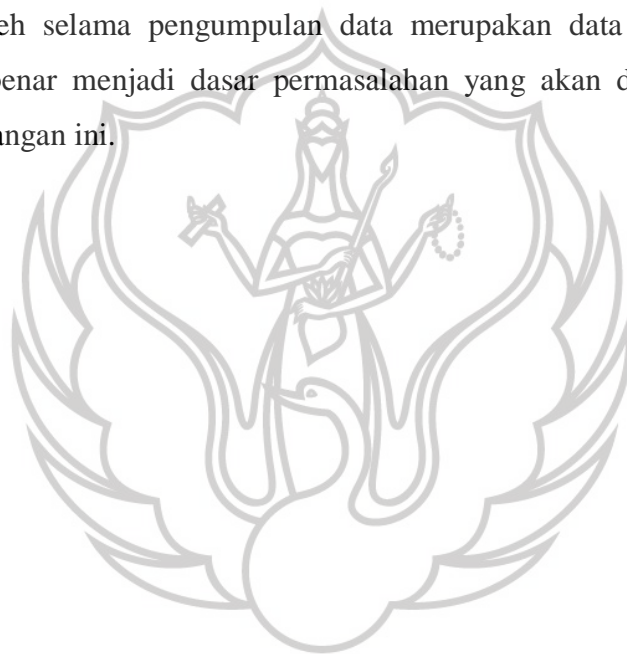 eh selama pengumpulan data merupakan data
benar menjadi dasar permasalahan yang akan d
angan ini.